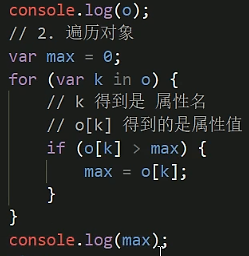 console.log(o);
// 2. 遍历对象
var max = 0;
for (var k in o) {
// k 得到是 属性名
// o[k] 得到的是属性值
if (o[k] > max) {
max = o[k];
}
}
console.log(max);